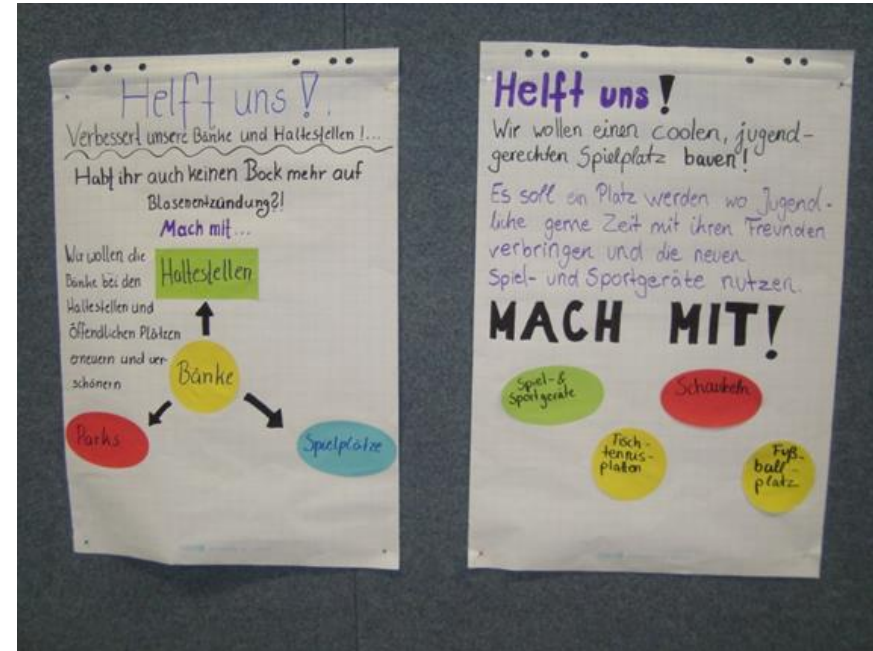 Helft uns!.
Verbessert unsere Bänke und Haltestellen!...
Habt ihr auch keinen Bock mehr auf
Blasenentzündung?!
Mach mit...
Wir wollen die
Bänke bei den
Haltestellen und
Öffendlichen Plätzen
erneuern und ver-
schönern
Haltestellen
Bänke
Parks
Spielplätze
Helft uns!
Wir wollen einen coolen, jugend-
gerechten Spielplatz bauen!
Es soll ein Platz werden wo Jugend-
liche gerne Zeit mit ihren Freunden
verbringen und die neuen
Spiel- und Sportgeräte nutzen.
MACH MIT!
Spiel-&
Sportgeräte
Schaukeln
Tisch-
tennis-
platten
Fuß-
ball-
platz